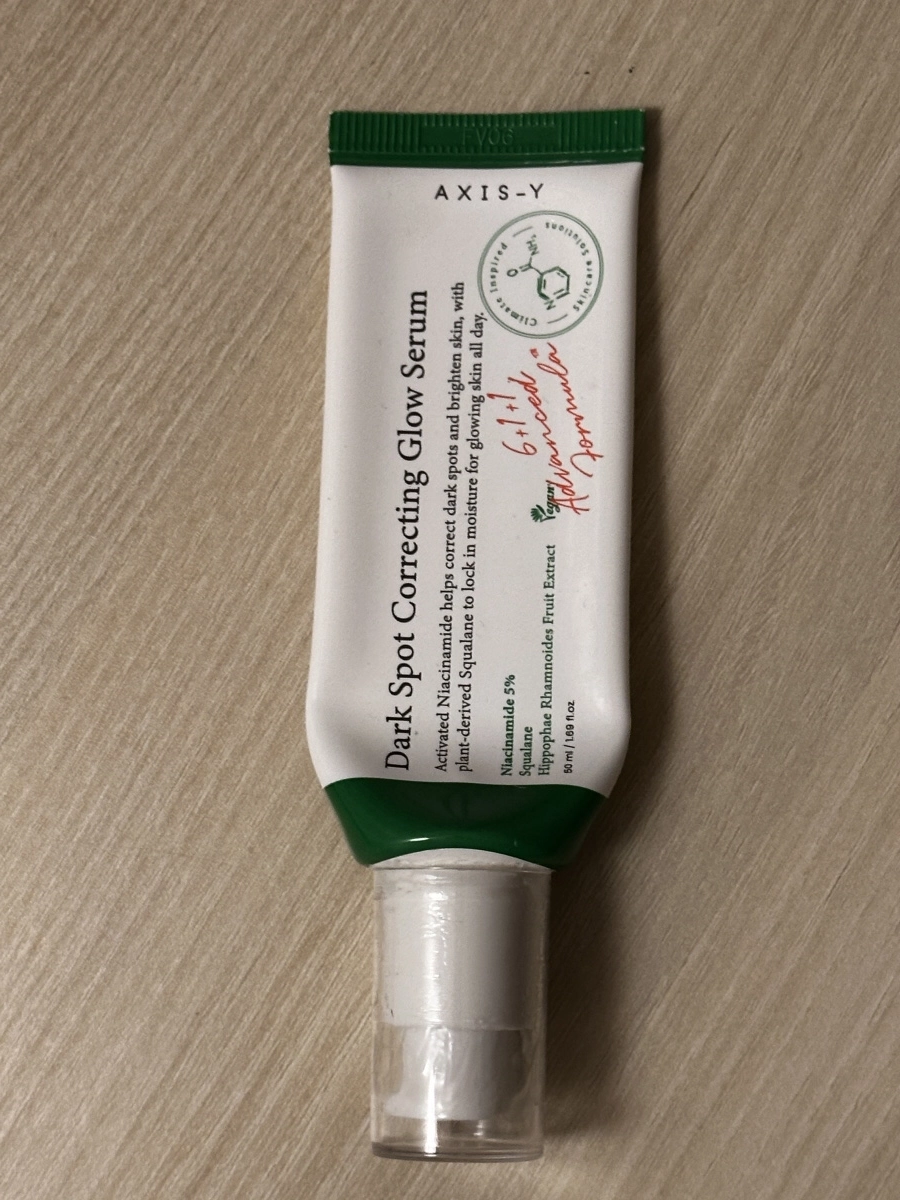 AXIS-Y
Dark Spot Correcting Glow Serum
Activated Niacinamide helps correct dark spots and brighten skin, with
plant-derived Squalane to lock in moisture for glowing skin all day.
Climate Inspired
Skincare Solutions
NH₂
O
N
6+1+1
Advanced
Formula
Vegan
Niacinamide 5%
Squalane
Hippophae Rhamnoides Fruit Extract
50 ml / 1.69 fl.oz